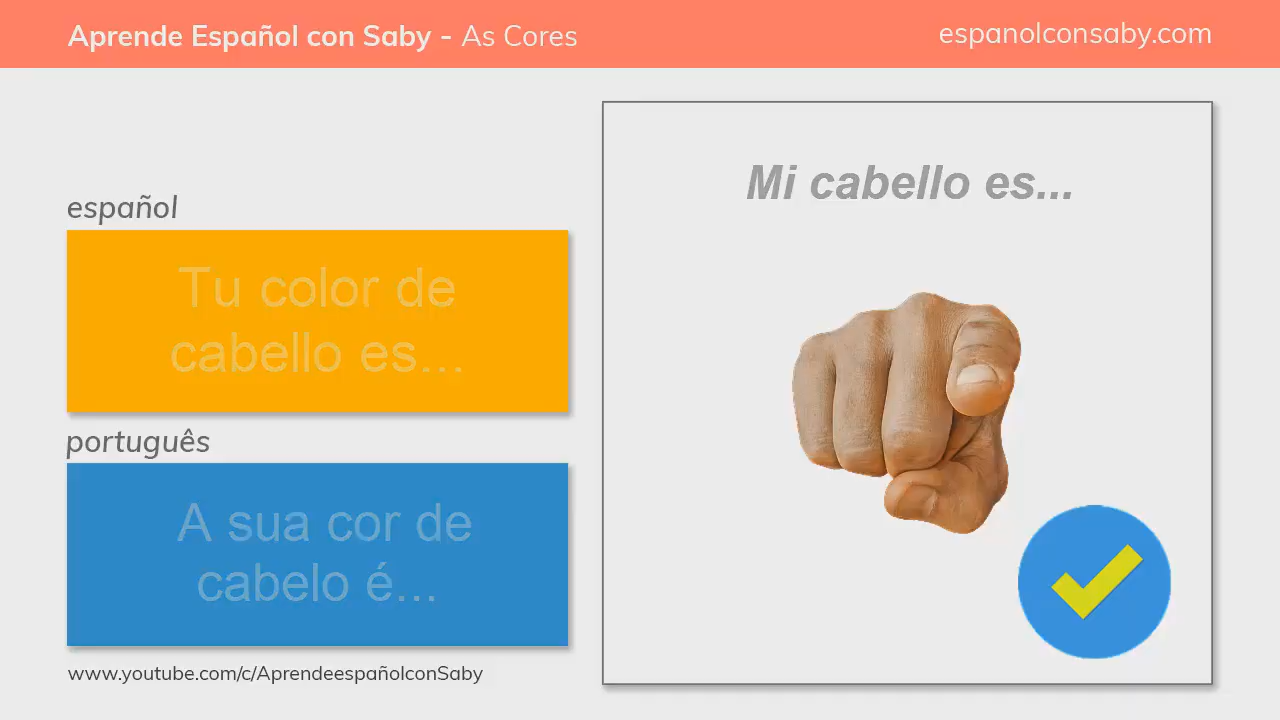 Aprende Español con Saby - As Cores
espanolconsaby.com
español
Tu color de
cabello es...
português
A sua cor de
cabelo é...
www.youtube.com/c/AprendeespañolconSaby
Mi cabello es...